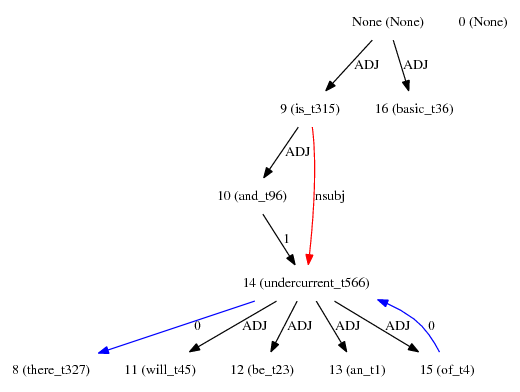 None (None) 0 (None)
ADJ ADJ
9 (is_t315) 16 (basic_t36)
ADJ
10 (and_t96) nsubj
1
14 (undercurrent_t566)
0 ADJ ADJ ADJ ADJ 0
8 (there_t327) 11 (will_t45) 12 (be_t23) 13 (an_t1) 15 (of_t4)